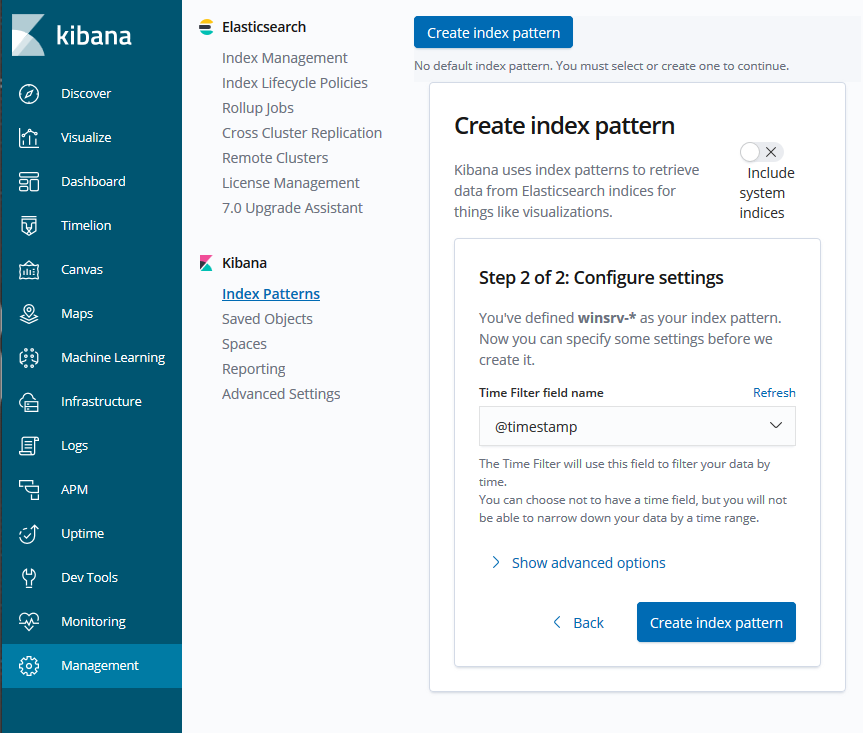 kibana
Discover
Visualize
Dashboard
Timelion
Canvas
Maps
Machine Learning
Infrastructure
Logs
APM
Uptime
Dev Tools
Monitoring
Management
Elasticsearch
Index Management
Index Lifecycle Policies
Rollup Jobs
Cross Cluster Replication
Remote Clusters
License Management
7.0 Upgrade Assistant
Kibana
Index Patterns
Saved Objects
Spaces
Reporting
Advanced Settings
Create index pattern
No default index pattern. You must select or create one to continue.
Create index pattern
Kibana uses index patterns to retrieve
data from Elasticsearch indices for
things like visualizations.
Include
system
indices
Step 2 of 2: Configure settings
You've defined winsrv-* as your index pattern.
Now you can specify some settings before we
create it.
Time Filter field name
Refresh
@timestamp
The Time Filter will use this field to filter your data by
time.
You can choose not to have a time field, but you will not
be able to narrow down your data by a time range.
Show advanced options
Back
Create index pattern